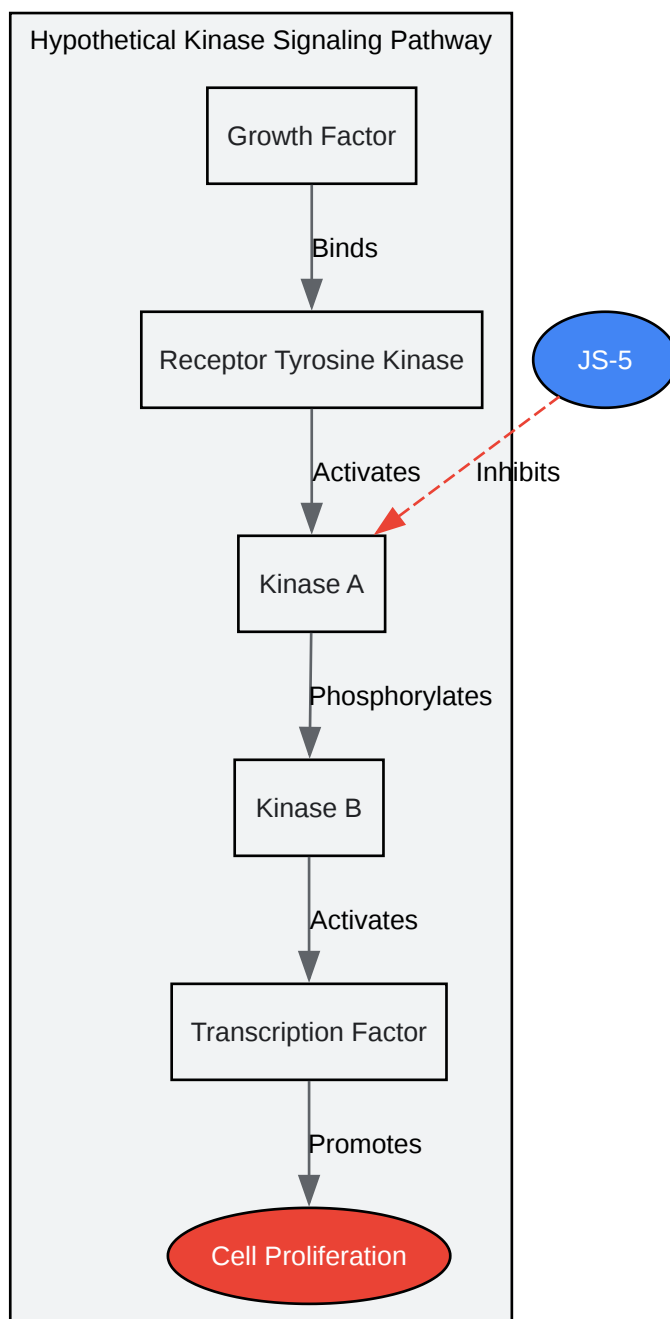 Hypothetical Kinase Signaling Pathway
Growth Factor
Binds
Receptor Tyrosine Kinase
JS-5
Activates
Inhibits
Kinase A
Phosphorylates
Kinase B
Activates
Transcription Factor
Promotes
Cell Proliferation